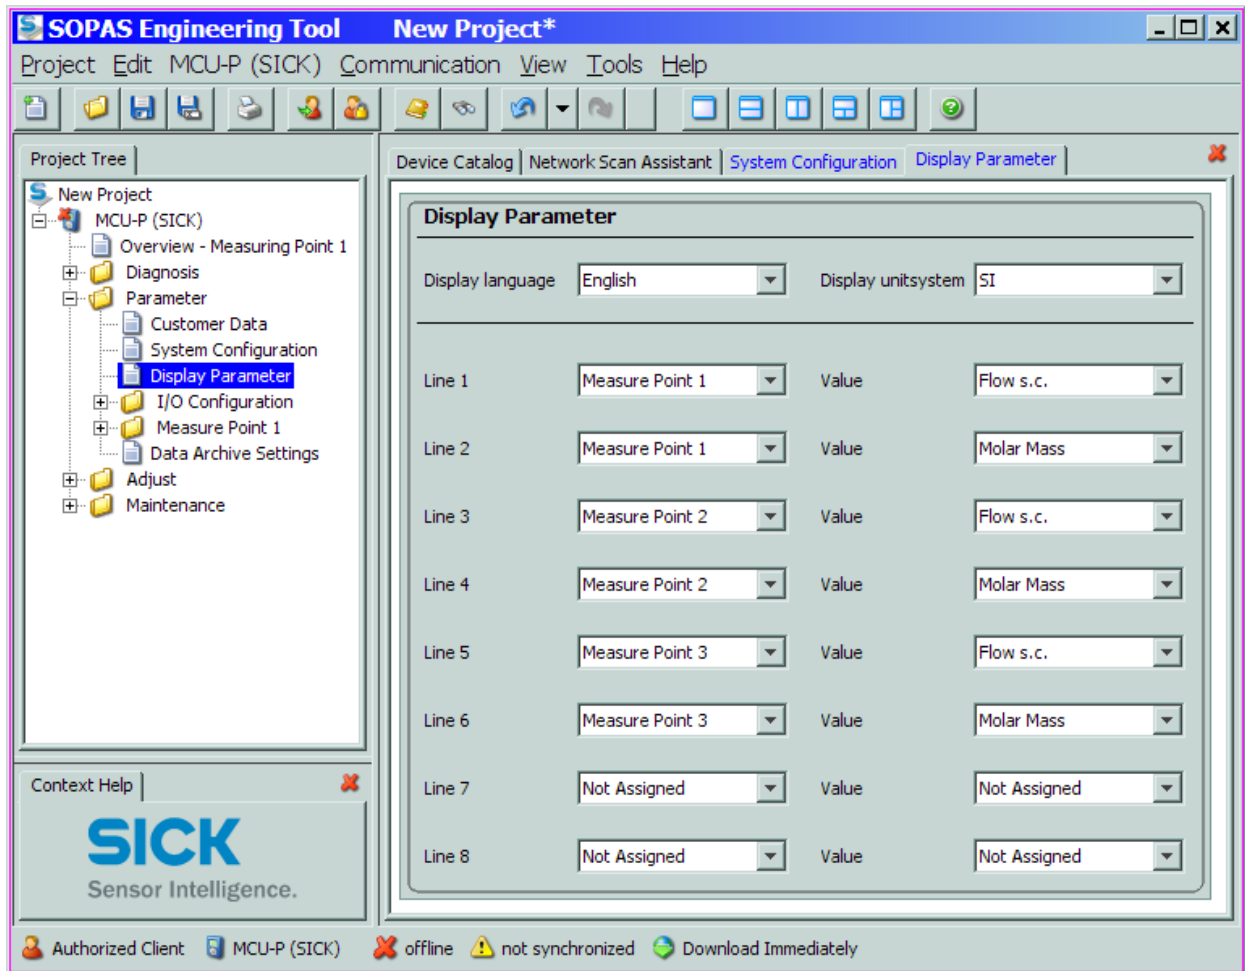 SOPAS Engineering Tool New Project*
Project Edit MCU-P (SICK) Communication View Tools Help
Project Tree
New Project
MCU-P (SICK)
Overview - Measuring Point 1
Diagnosis
Parameter
Customer Data
System Configuration
Display Parameter
I/O Configuration
Measure Point 1
Data Archive Settings
Adjust
Maintenance
Context Help
SICK
Sensor Intelligence.
Device Catalog Network Scan Assistant System Configuration Display Parameter
Display Parameter
Display language English Display unitsystem SI
Line 1 Measure Point 1 Value Flow s.c.
Line 2 Measure Point 1 Value Molar Mass
Line 3 Measure Point 2 Value Flow s.c.
Line 4 Measure Point 2 Value Molar Mass
Line 5 Measure Point 3 Value Flow s.c.
Line 6 Measure Point 3 Value Molar Mass
Line 7 Not Assigned Value Not Assigned
Line 8 Not Assigned Value Not Assigned
Authorized Client MCU-P (SICK) offline not synchronized Download Immediately